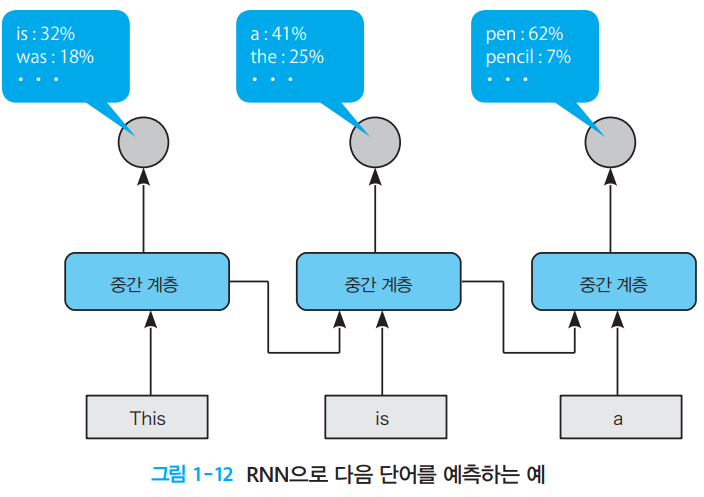 is : 32%
was : 18%
• • •
a : 41%
the : 25%
• • •
pen : 62%
pencil : 7%
• • •
중간 계층
중간 계층
중간 계층
This
is
a
그림 1-12 RNN으로 다음 단어를 예측하는 예